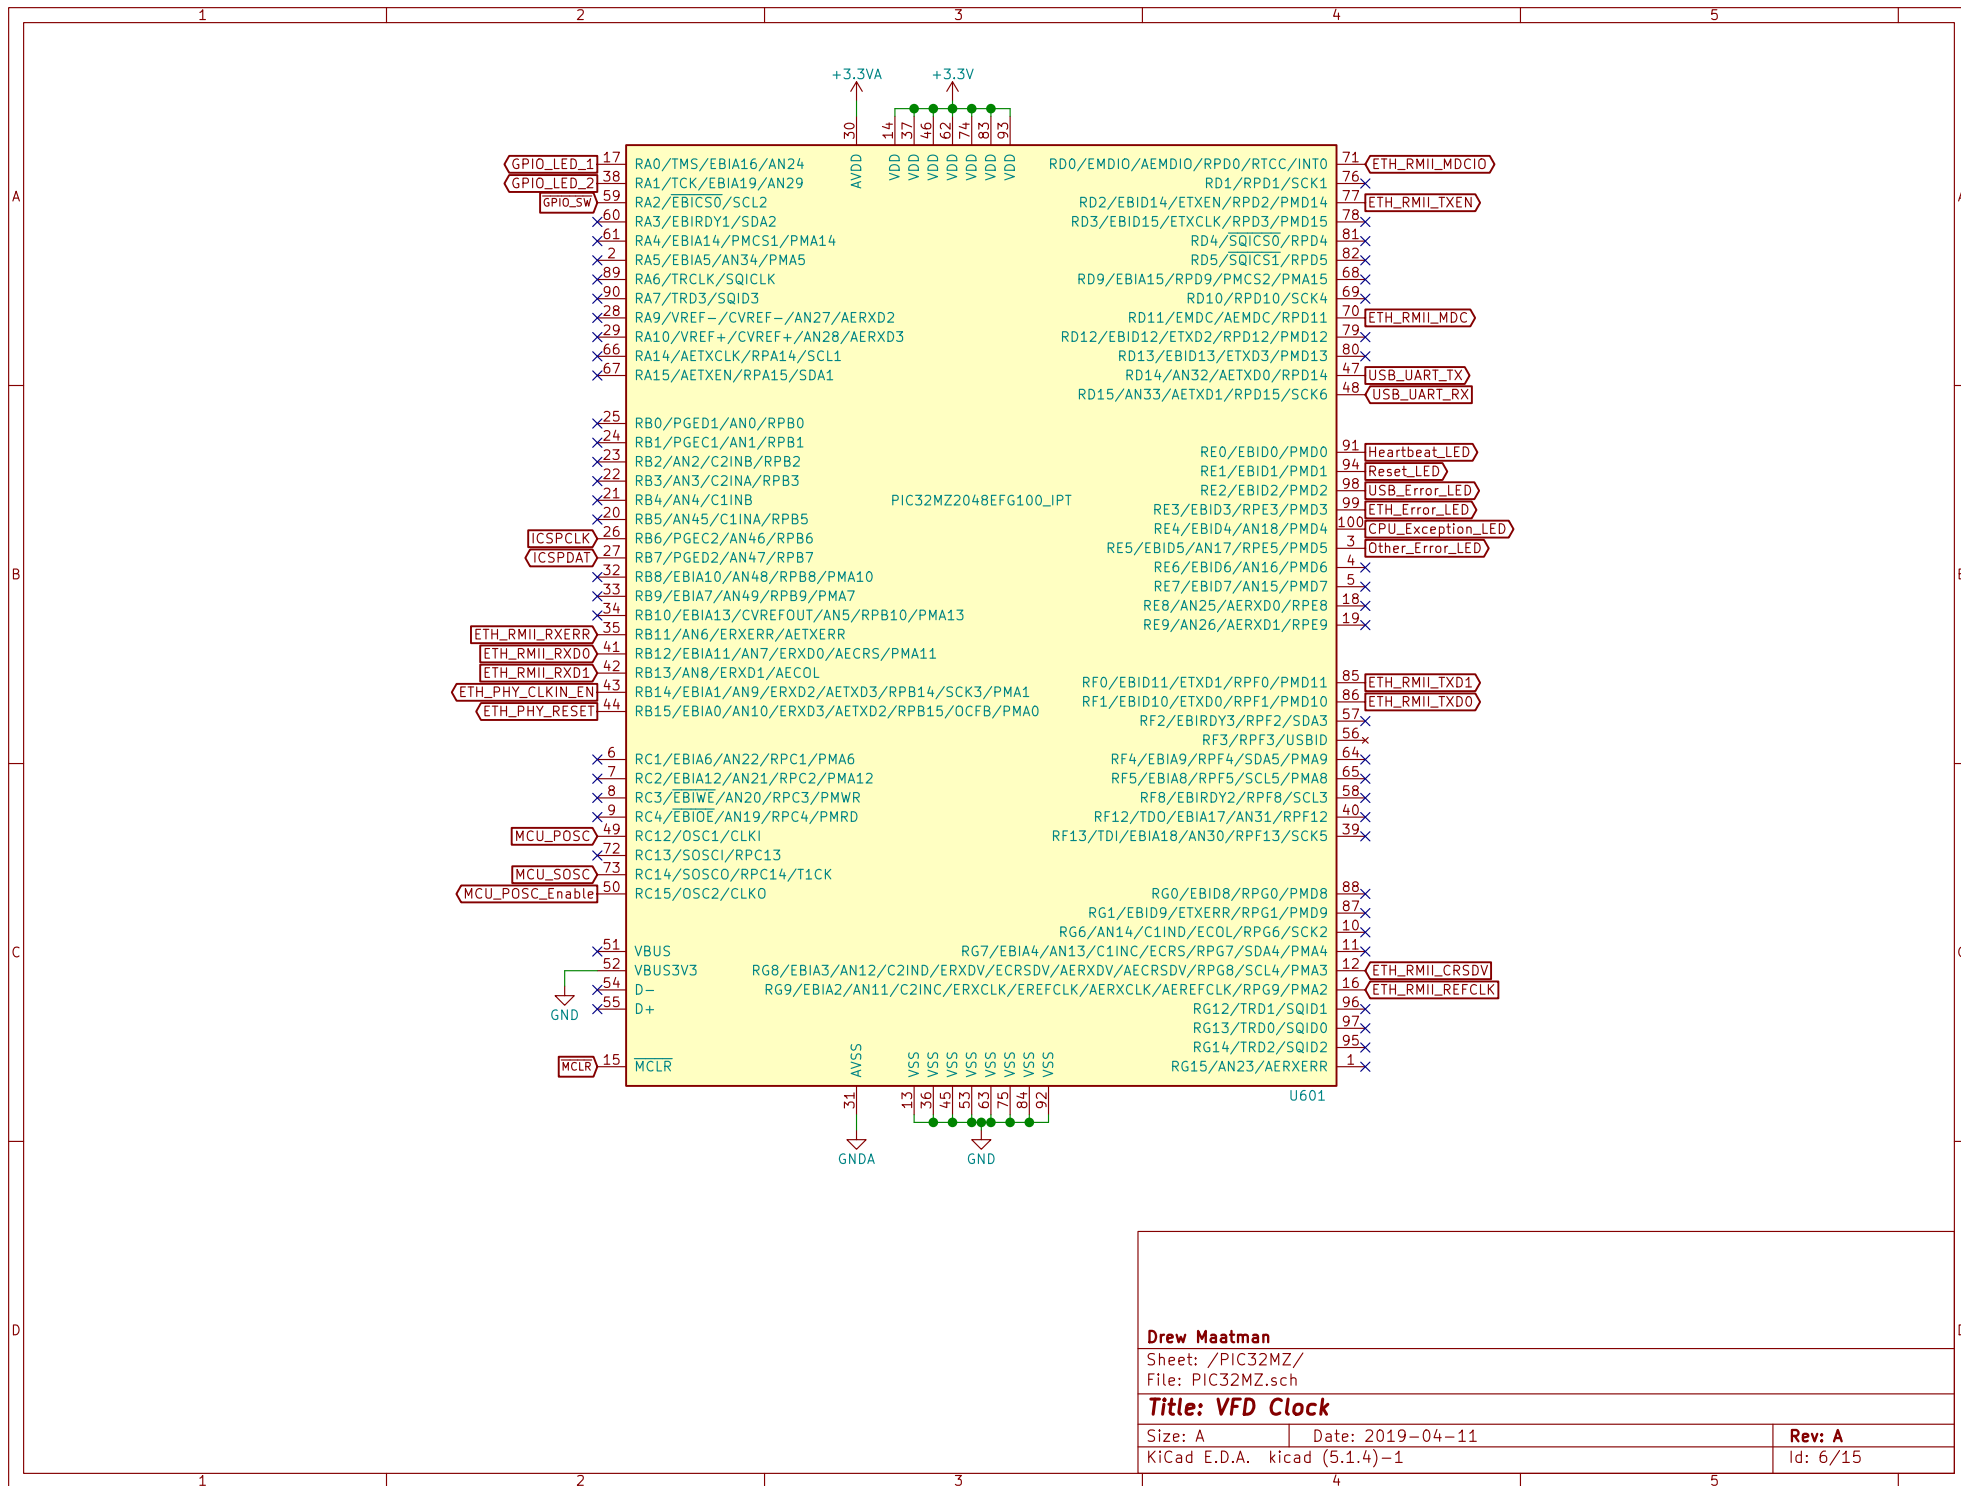 1 2 3 4 5
+3.3VA +3.3V
30 14 37 46 62 74 83 93
AVDD VDD VDD VDD VDD VDD VDD VDD
GPIO_LED_1 17 RA0/TMS/EBIA16/AN24
GPIO_LED_2 38 RA1/TCK/EBIA19/AN29
GPIO_SW 59 RA2/EBICS0/SCL2
60 RA3/EBIRDY1/SDA2
61 RA4/EBIA14/PMCS1/PMA14
2 RA5/EBIA5/AN34/PMA5
89 RA6/TRCLK/SQICLK
90 RA7/TRD3/SQID3
28 RA9/VREF-/CVREF-/AN27/AERXD2
29 RA10/VREF+/CVREF+/AN28/AERXD3
66 RA14/AETXCLK/RPA14/SCL1
67 RA15/AETXEN/RPA15/SDA1
25 RB0/PGED1/AN0/RPB0
24 RB1/PGEC1/AN1/RPB1
23 RB2/AN2/C2INB/RPB2
22 RB3/AN3/C2INA/RPB3
21 RB4/AN4/C1INB
20 RB5/AN45/C1INA/RPB5
ICSPCLK 26 RB6/PGEC2/AN46/RPB6
ICSPDAT 27 RB7/PGED2/AN47/RPB7
32 RB8/EBIA10/AN48/RPB8/PMA10
33 RB9/EBIA7/AN49/RPB9/PMA7
34 RB10/EBIA13/CVREFOUT/AN5/RPB10/PMA13
ETH_RMII_RXERR 35 RB11/AN6/ERXERR/AETXERR
ETH_RMII_RXD0 41 RB12/EBIA11/AN7/ERXD0/AECRS/PMA11
ETH_RMII_RXD1 42 RB13/AN8/ERXD1/AECOL
ETH_PHY_CLKIN_EN 43 RB14/EBIA1/AN9/ERXD2/AETXD3/RPB14/SCK3/PMA1
ETH_PHY_RESET 44 RB15/EBIA0/AN10/ERXD3/AETXD2/RPB15/OCFB/PMA0
6 RC1/EBIA6/AN22/RPC1/PMA6
7 RC2/EBIA12/AN21/RPC2/PMA12
8 RC3/EBIWE/AN20/RPC3/PMWR
9 RC4/EBIOE/AN19/RPC4/PMRD
MCU_POSC 49 RC12/OSC1/CLKI
72 RC13/SOSCI/RPC13
MCU_SOSC 73 RC14/SOSCO/RPC14/T1CK
MCU_POSC_Enable 50 RC15/OSC2/CLKO
51 VBUS
52 VBUS3V3
54 D-
55 D+
GND
MCLR 15 MCLR
PIC32MZ2048EFG100_IPT
RD0/EMDIO/AEMDIO/RPD0/RTCC/INT0 71 ETH_RMII_MDCIO
RD1/RPD1/SCK1 76
RD2/EBID14/ETXEN/RPD2/PMD14 77 ETH_RMII_TXEN
RD3/EBID15/ETXCLK/RPD3/PMD15 78
RD4/SQICS0/RPD4 81
RD5/SQICS1/RPD5 82
RD9/EBIA15/RPD9/PMCS2/PMA15 68
RD10/RPD10/SCK4 69
RD11/EMDC/AEMDC/RPD11 70 ETH_RMII_MDC
RD12/EBID12/ETXD2/RPD12/PMD12 79
RD13/EBID13/ETXD3/PMD13 80
RD14/AN32/AETXD0/RPD14 47 USB_UART_TX
RD15/AN33/AETXD1/RPD15/SCK6 48 USB_UART_RX
RE0/EBID0/PMD0 91 Heartbeat_LED
RE1/EBID1/PMD1 94 Reset_LED
RE2/EBID2/PMD2 98 USB_Error_LED
RE3/EBID3/RPE3/PMD3 99 ETH_Error_LED
RE4/EBID4/AN18/PMD4 100 CPU_Exception_LED
RE5/EBID5/AN17/RPE5/PMD5 3 Other_Error_LED
RE6/EBID6/AN16/PMD6 4
RE7/EBID7/AN15/PMD7 5
RE8/AN25/AERXD0/RPE8 18
RE9/AN26/AERXD1/RPE9 19
RF0/EBID11/ETXD1/RPF0/PMD11 85 ETH_RMII_TXD1
RF1/EBID10/ETXD0/RPF1/PMD10 86 ETH_RMII_TXD0
RF2/EBIRDY3/RPF2/SDA3 57
RF3/RPF3/USBID 56
RF4/EBIA9/RPF4/SDA5/PMA9 64
RF5/EBIA8/RPF5/SCL5/PMA8 65
RF8/EBIRDY2/RPF8/SCL3 58
RF12/TDO/EBIA17/AN31/RPF12 40
RF13/TDI/EBIA18/AN30/RPF13/SCK5 39
RG0/EBID8/RPG0/PMD8 88
RG1/EBID9/ETXERR/RPG1/PMD9 87
RG6/AN14/C1IND/ECOL/RPG6/SCK2 10
RG7/EBIA4/AN13/C1INC/ECRS/RPG7/SDA4/PMA4 11
RG8/EBIA3/AN12/C2IND/ERXDV/ECRSDV/AERXDV/AECRSDV/RPG8/SCL4/PMA3 12 ETH_RMII_CRSDV
RG9/EBIA2/AN11/C2INC/ERXCLK/EREFCLK/AERXCLK/AEREFCLK/RPG9/PMA2 16 ETH_RMII_REFCLK
RG12/TRD1/SQID1 96
RG13/TRD0/SQID0 97
RG14/TRD2/SQID2 95
RG15/AN23/AERXERR 1
AVSS VSS VSS VSS VSS VSS VSS VSS VSS
31 13 36 45 53 63 75 84 92
U601
GNDA GND
A
B
C
D
Drew Maatman
Sheet: /PIC32MZ/
File: PIC32MZ.sch
Title: VFD Clock
Size: A Date: 2019-04-11 Rev: A
KiCad E.D.A. kicad (5.1.4)-1 Id: 6/15
1 2 3 4 5